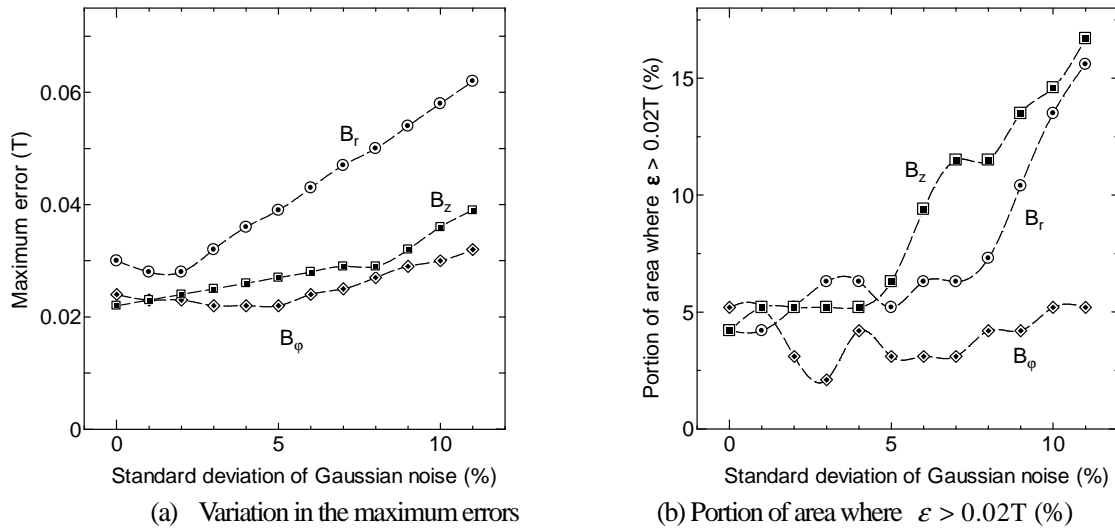 0.06
0.04
0.02
0
Maximum error (T)
B_r
B_z
B_φ
0 5 10
Standard deviation of Gaussian noise (%)
(a) Variation in the maximum errors
15
10
5
0
Portion of area where ε > 0.02T (%)
B_z
B_r
B_φ
0 5 10
Standard deviation of Gaussian noise (%)
(b) Portion of area where ε > 0.02T (%)